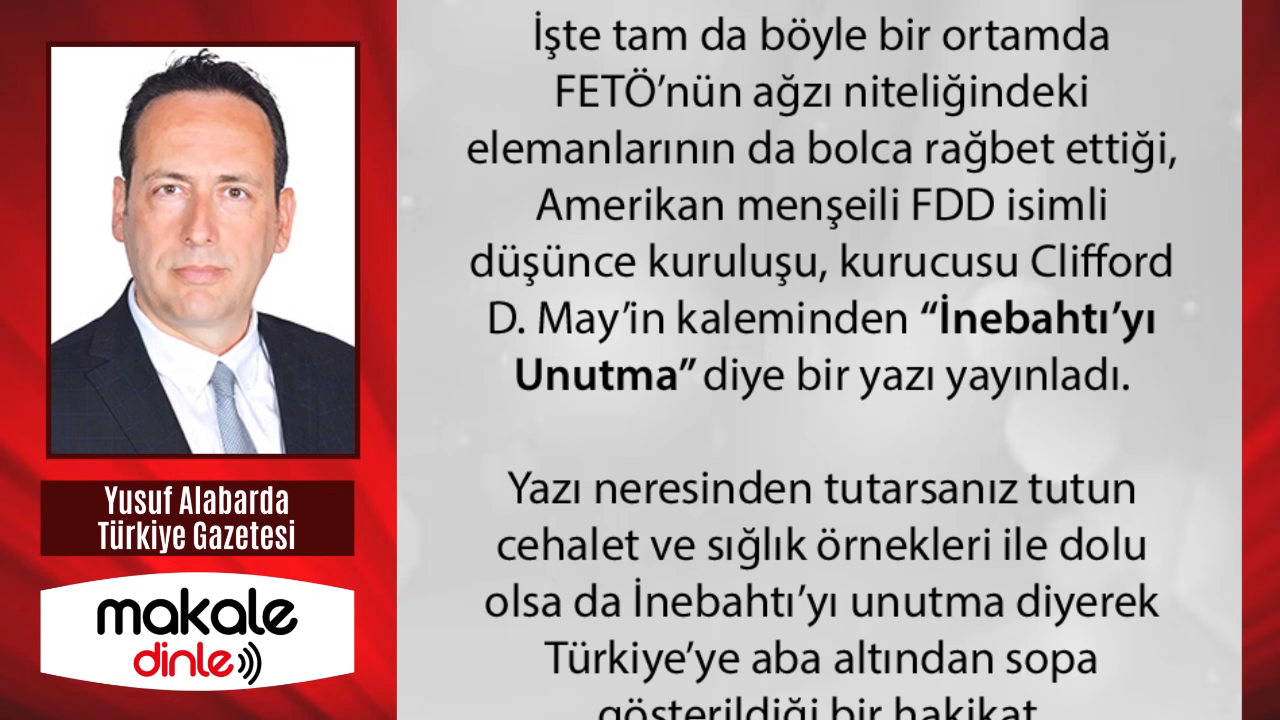 İşte tam da böyle bir ortamda
FETÖ’nün ağzı niteliğindeki
elemanlarının da bolca rağbet ettiği,
Amerikan menşeili FDD isimli
düşünce kuruluşu, kurucusu Clifford
D. May’in kaleminden “İnebahtı’yı
Unutma” diye bir yazı yayınladı.
Yazı neresinden tutarsanız tutun
cehalet ve sığlık örnekleri ile dolu
olsa da İnebahtı’yı unutma diyerek
Türkiye’ye aba altından sopa
gösterildiği bir hakikat.
Yusuf Alabarda
Türkiye Gazetesi
makale
dinle